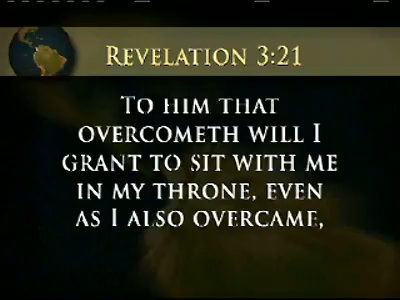 REVELATION 3:21
TO HIM THAT
OVERCOMETH WILL I
GRANT TO SIT WITH ME
IN MY THRONE, EVEN
AS I ALSO OVERCAME,